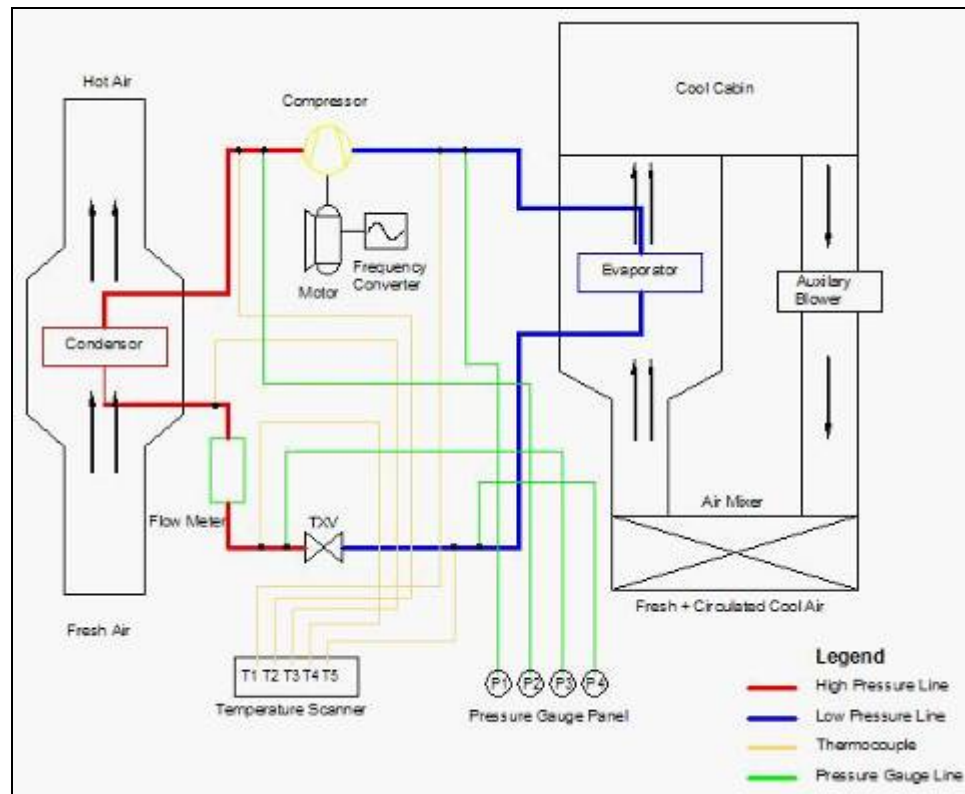 Hot Air
Compressor
Cool Cabin
Motor
Frequency
Converter
Evaporator
Auxilary
Blower
Condensor
Flow Meter
TXV
Air Mixer
Fresh + Circulated Cool Air
Fresh Air
T1 T2 T3 T4 T5
Temperature Scanner
P1 P2 P3 P4
Pressure Gauge Panel
Legend
High Pressure Line
Low Pressure Line
Thermocouple
Pressure Gauge Line